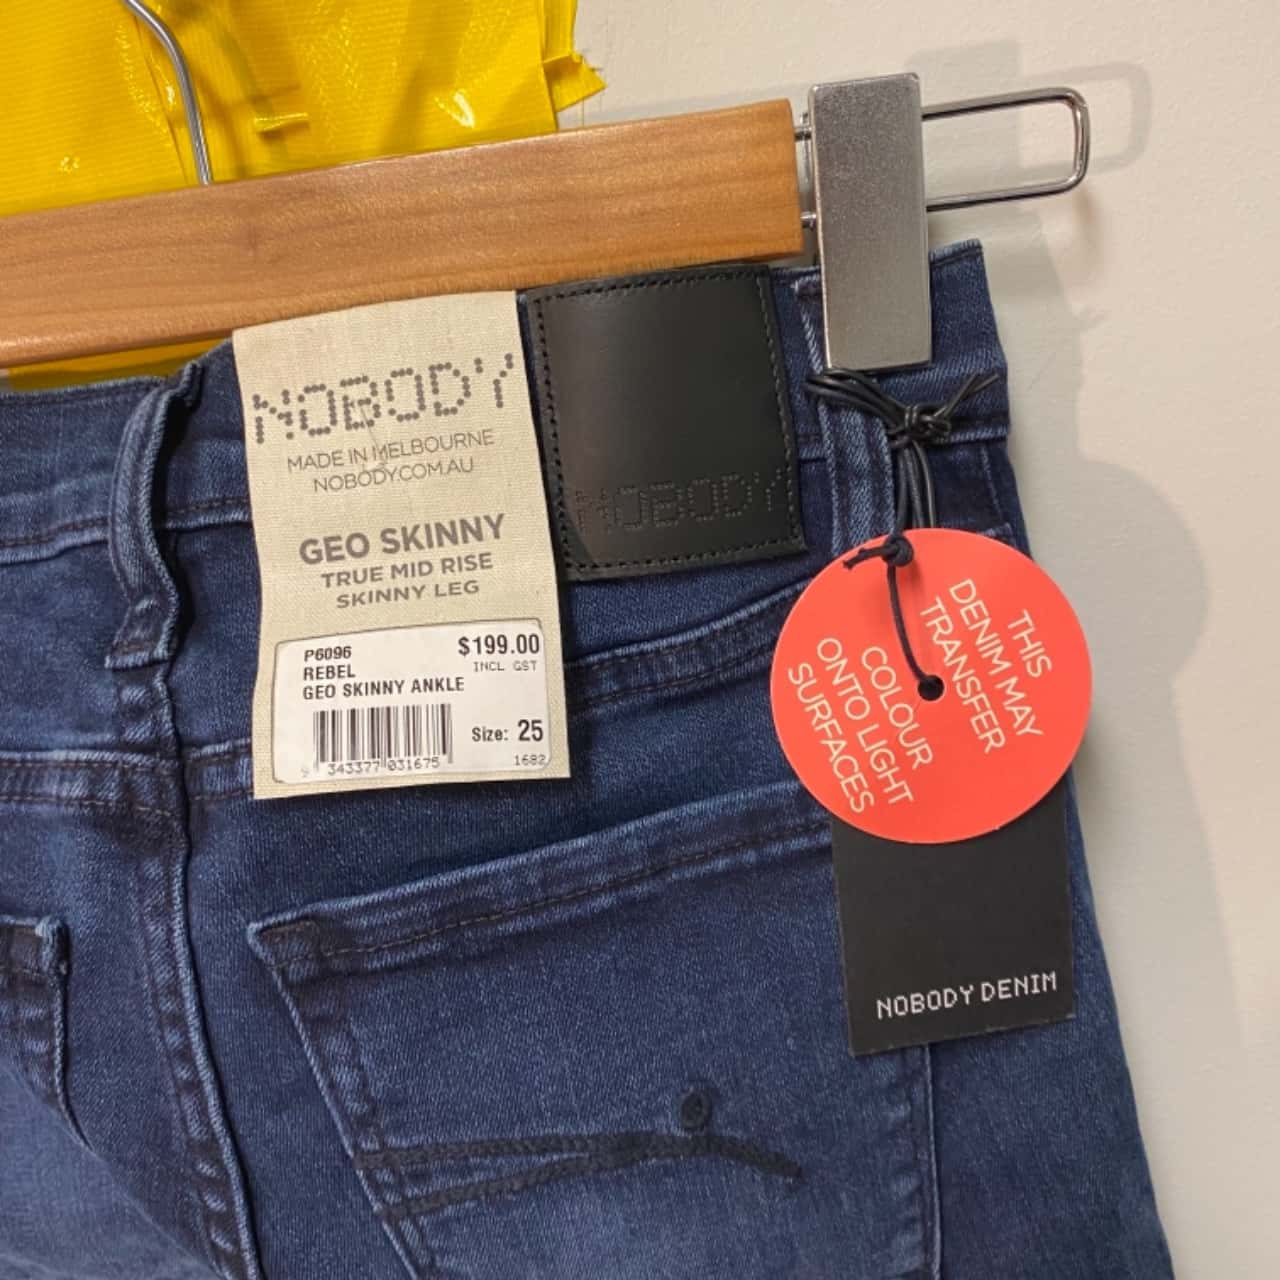 NOBODY
MADE IN MELBOURNE
NOBODY.COM.AU
GEO SKINNY
TRUE MID RISE
SKINNY LEG
P6096
$199.00
REBEL
INCL GST
GEO SKINNY ANKLE
Size: 25
9 343377 031675
1682
NOBODY
THIS
DENIM MAY
TRANSFER
COLOUR
ONTO LIGHT
SURFACES
NOBODY DENIM